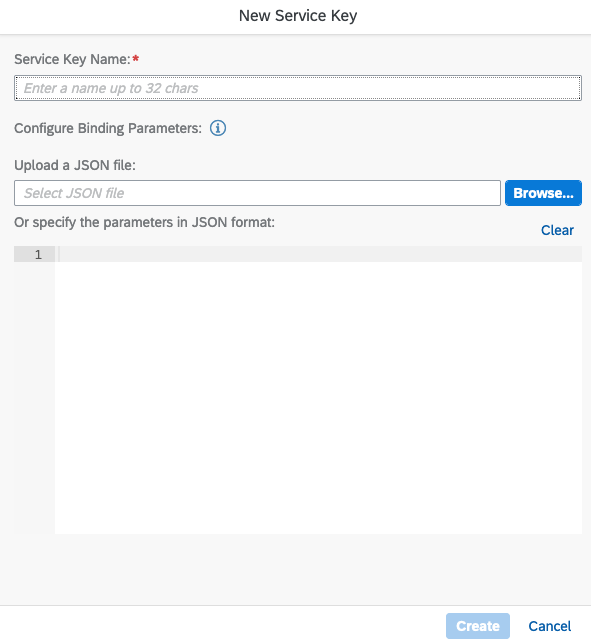 New Service Key
Service Key Name:*
Enter a name up to 32 chars
Configure Binding Parameters:
Upload a JSON file:
Select JSON file
Browse...
Or specify the parameters in JSON format:
Clear
1
Create
Cancel